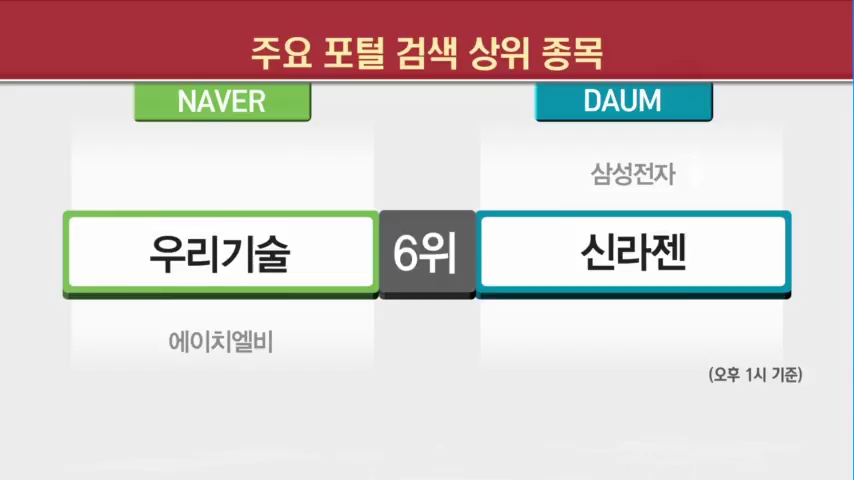 주요 포털 검색 상위 종목
NAVER
DAUM
삼성전자
우리기술
6위
신라젠
에이치엘비
(오후 1시 기준)